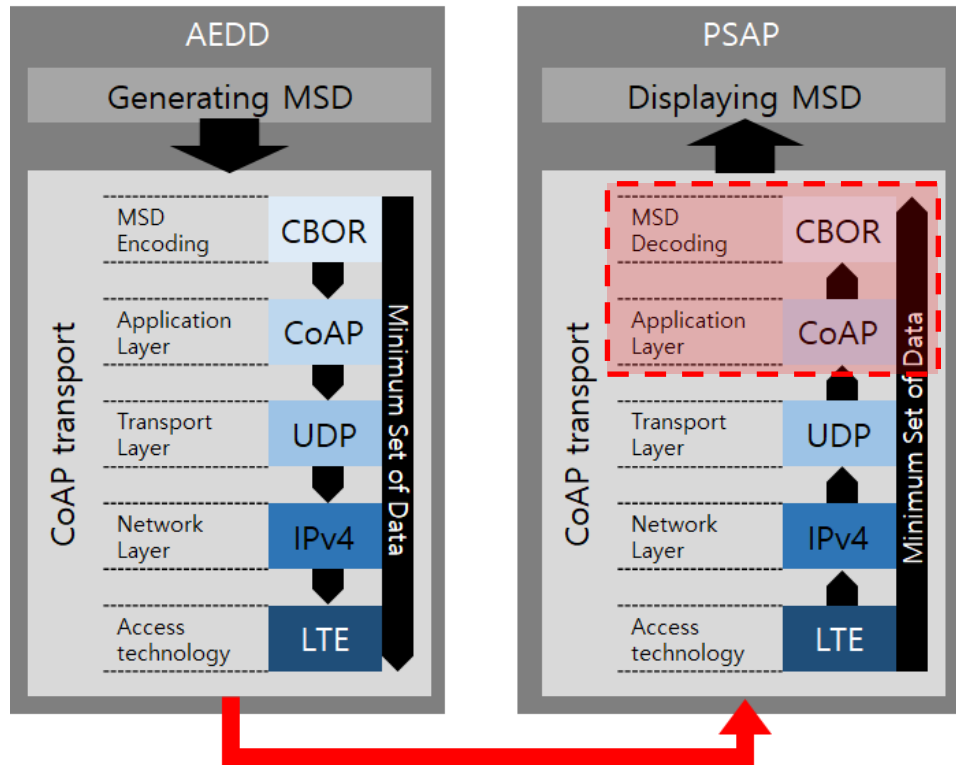 AEDD
Generating MSD
CoAP transport
MSD
Encoding
CBOR
Application
Layer
CoAP
Transport
Layer
UDP
Network
Layer
IPv4
Access
technology
LTE
Minimum Set of Data
PSAP
Displaying MSD
CoAP transport
MSD
Decoding
CBOR
Application
Layer
CoAP
Transport
Layer
UDP
Network
Layer
IPv4
Access
technology
LTE
Minimum Set of Data